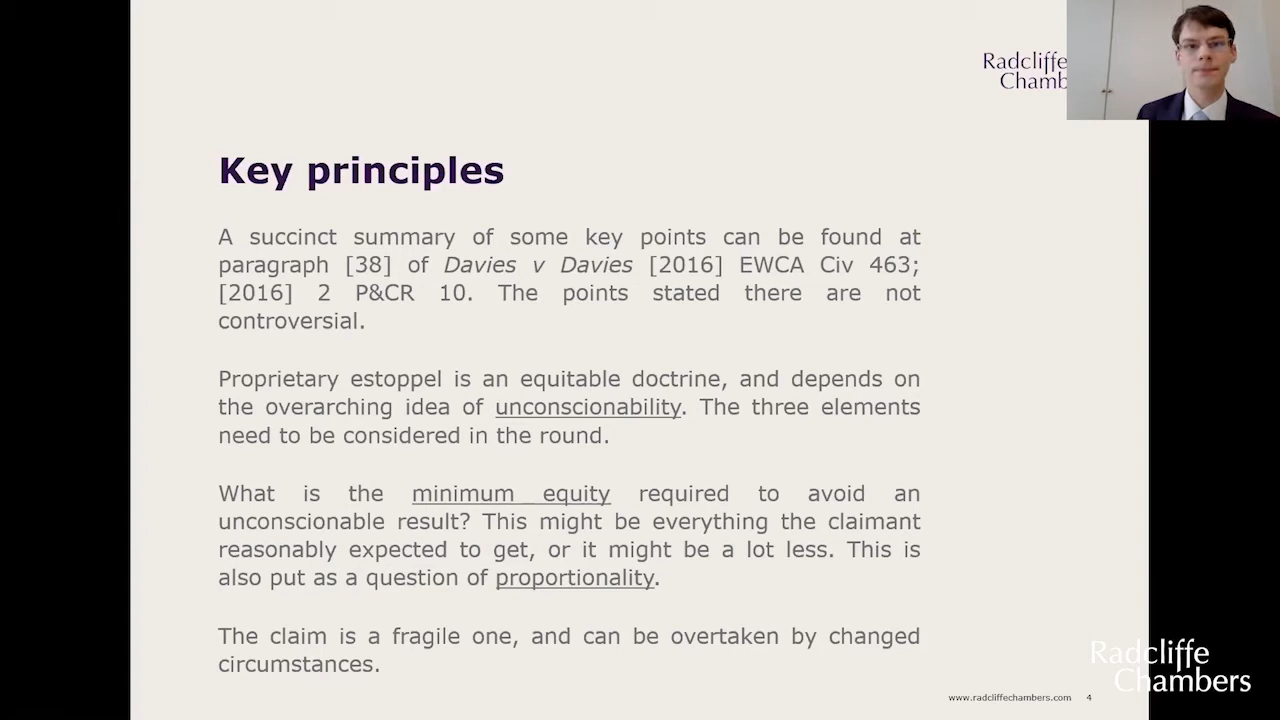 Radcliffe
Chamb
Key principles
A succinct summary of some key points can be found at
paragraph [38] of Davies v Davies [2016] EWCA Civ 463;
[2016] 2 P&CR 10. The points stated there are not
controversial.
Proprietary estoppel is an equitable doctrine, and depends on
the overarching idea of unconscionability. The three elements
need to be considered in the round.
What is the minimum equity required to avoid an
unconscionable result? This might be everything the claimant
reasonably expected to get, or it might be a lot less. This is
also put as a question of proportionality.
The claim is a fragile one, and can be overtaken by changed
circumstances.
Radcliffe
Chambers
www.radcliffechambers.com 4